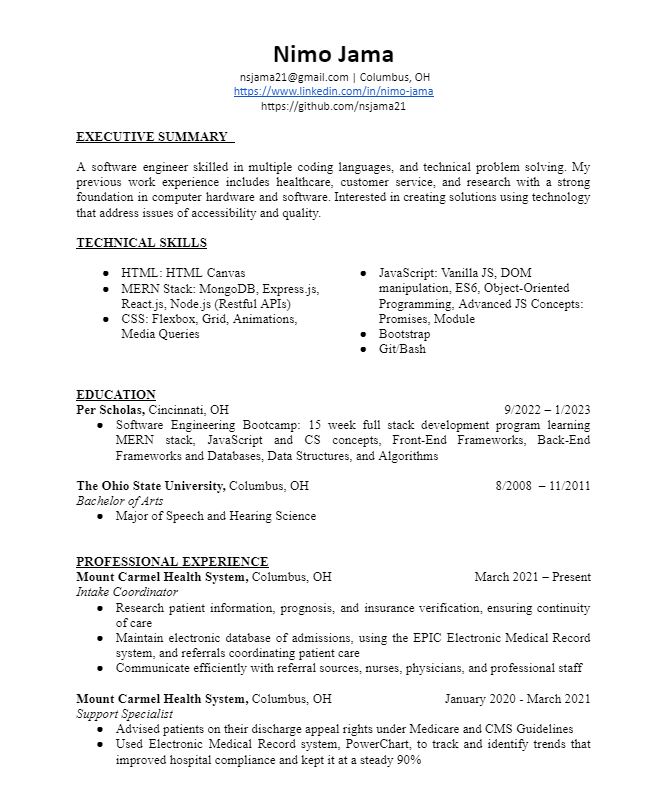 Nimo Jama
nsjama21@gmail.com | Columbus, OH
https://www.linkedin.com/in/nimo-jama
https://github.com/nsjama21
EXECUTIVE SUMMARY
A software engineer skilled in multiple coding languages, and technical problem solving. My
previous work experience includes healthcare, customer service, and research with a strong
foundation in computer hardware and software. Interested in creating solutions using technology
that address issues of accessibility and quality.
TECHNICAL SKILLS
● HTML: HTML Canvas
● MERN Stack: MongoDB, Express.js,
React.js, Node.js (Restful APIs)
● CSS: Flexbox, Grid, Animations,
Media Queries
● JavaScript: Vanilla JS, DOM
manipulation, ES6, Object-Oriented
Programming, Advanced JS Concepts:
Promises, Module
● Bootstrap
● Git/Bash
EDUCATION
Per Scholas, Cincinnati, OH 9/2022 – 1/2023
● Software Engineering Bootcamp: 15 week full stack development program learning
MERN stack, JavaScript and CS concepts, Front-End Frameworks, Back-End
Frameworks and Databases, Data Structures, and Algorithms
The Ohio State University, Columbus, OH 8/2008 – 11/2011
Bachelor of Arts
● Major of Speech and Hearing Science
PROFESSIONAL EXPERIENCE
Mount Carmel Health System, Columbus, OH March 2021 – Present
Intake Coordinator
● Research patient information, prognosis, and insurance verification, ensuring continuity
of care
● Maintain electronic database of admissions, using the EPIC Electronic Medical Record
system, and referrals coordinating patient care
● Communicate efficiently with referral sources, nurses, physicians, and professional staff
Mount Carmel Health System, Columbus, OH January 2020 - March 2021
Support Specialist
● Advised patients on their discharge appeal rights under Medicare and CMS Guidelines
● Used Electronic Medical Record system, PowerChart, to track and identify trends that
improved hospital compliance and kept it at a steady 90%